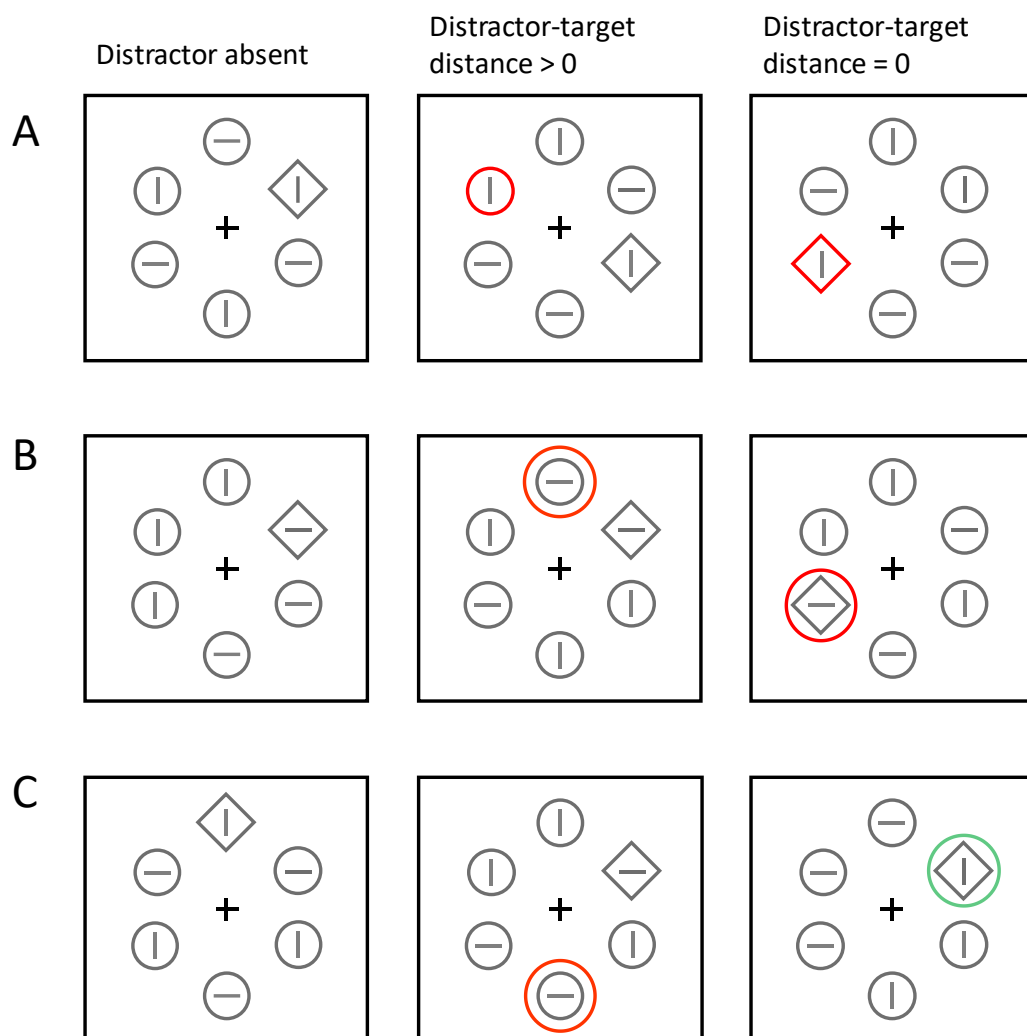 Distractor absent
Distractor-target
distance > 0
Distractor-target
distance = 0
A
B
C